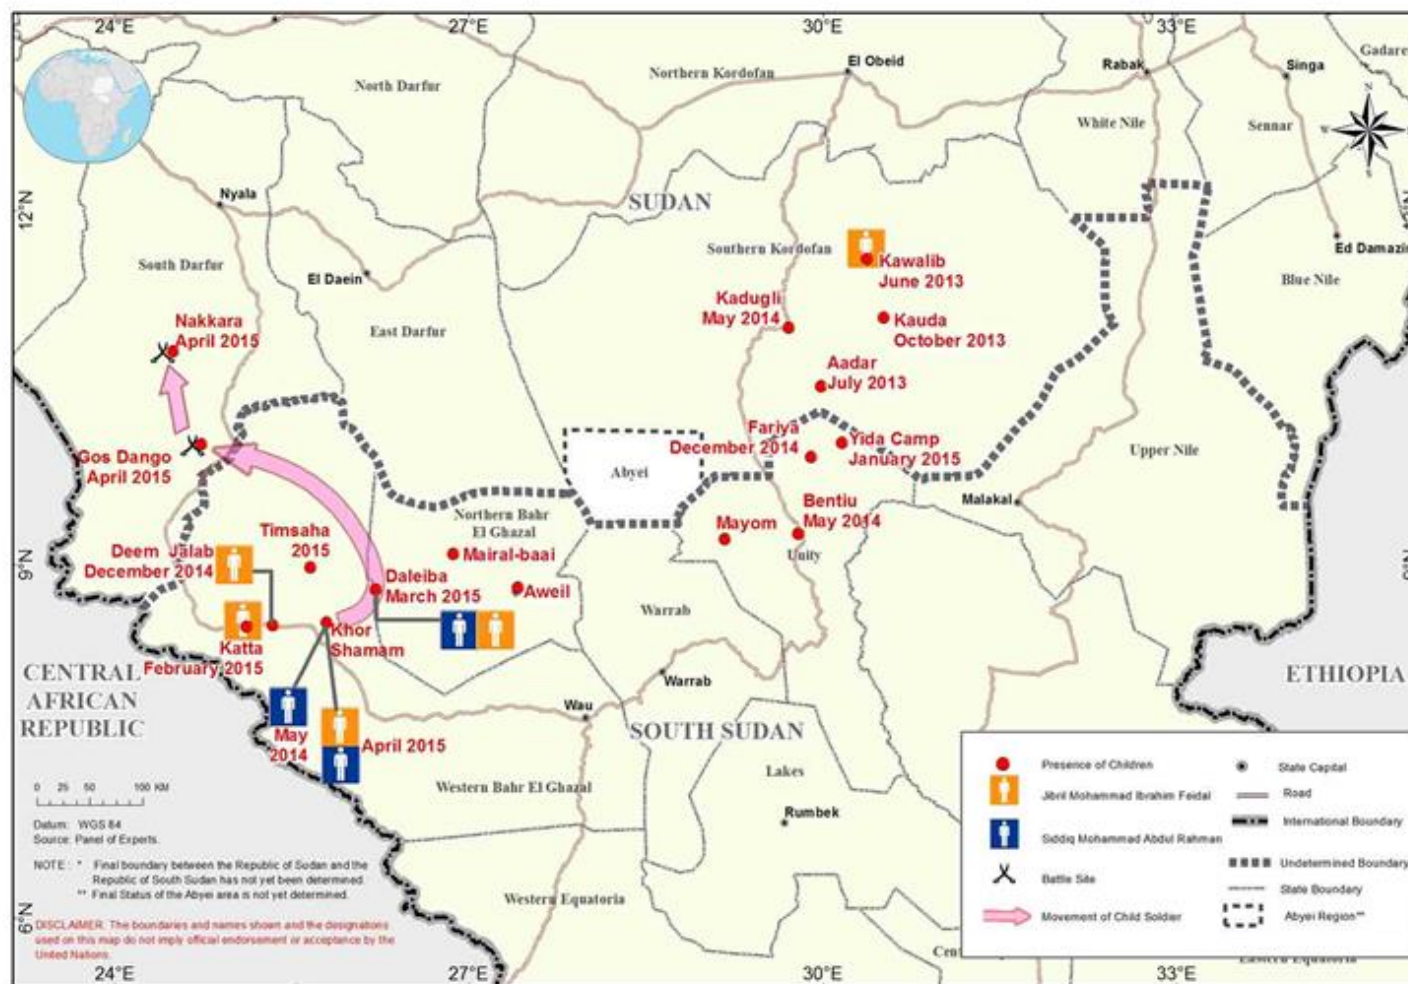 24°E
27°E
30°E
33°E
El Obeid
Rabak
Singa
Gadare
Northern Kordofan
North Darfur
White Nile
Sennar
N
W
S
12°N
Nyala
SUDAN
Southern Kordofan
Ed Damazin
South Darfur
El Daein
Kawalib
June 2013
Blue Nile
Kadugli
May 2014
Kauda
October 2013
Nakkara
April 2015
East Darfur
Aadar
July 2013
Fariya
December 2014
Yida Camp
January 2015
Gos Dango
April 2015
Abyei
Upper Nile
Malakal
Northern Bahr
El Ghazal
Bentiu
May 2014
Mayom
Unity
Timsaha
2015
Mairal-baai
Deem Jalab
December 2014
9°N
Daleiba
March 2015
Aweil
Warrab
Khor
Shamam
Katta
February 2015
CENTRAL
AFRICAN
REPUBLIC
ETHIOPIA
Warrab
Wau
SOUTH SUDAN
May
2014
April 2015
Lakes
Western Bahr El Ghazal
Rumbek
0 25 50 100 KM
Datum: WGS 84
Source: Panel of Experts.
NOTE : * Final boundary between the Republic of Sudan and the
Republic of South Sudan has not yet been determined.
** Final Status of the Abyei area is not yet determined.
Western Equatoria
DISCLAIMER: The boundaries and names shown and the designations
used on this map do not imply official endorsement or acceptance by the
United Nations.
6°N
Presence of Children
Jibril Mohammad Ibrahim Feidal
Siddiq Mohammad Abdul Rahman
Battle Site
Movement of Child Soldier
State Capital
Road
International Boundary
Undetermined Boundary
State Boundary
Abyei Region**
Eastern Equatoria
24°E
27°E
30°E
33°E